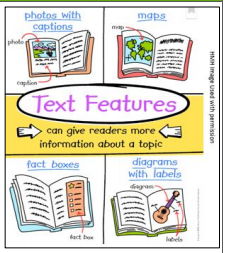 photos with
captions
photo
caption
maps
map
Text Features
can give readers more
information about a topic
fact boxes
fact box
diagrams
with labels
diagram
labels
HMH image used with permission